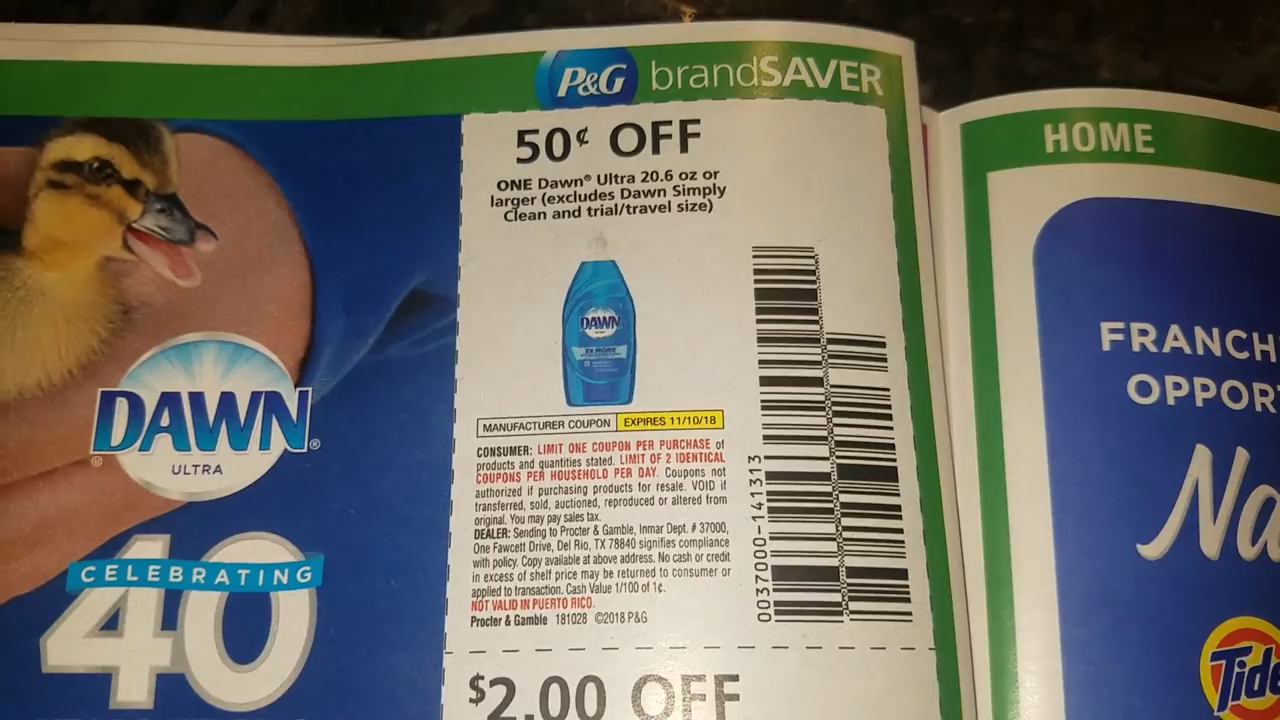 P&G brandSAVER
50¢ OFF
ONE Dawn® Ultra 20.6 oz or
larger (excludes Dawn Simply
Clean and trial/travel size)
DAWN
MANUFACTURER COUPON EXPIRES 11/10/18
CONSUMER: LIMIT ONE COUPON PER PURCHASE of
products and quantities stated. LIMIT OF 2 IDENTICAL
COUPONS PER HOUSEHOLD PER DAY. Coupons not
authorized if purchasing products for resale. VOID if
transferred, sold, auctioned, reproduced or altered from
original. You may pay sales tax.
DEALER: Sending to Procter & Gamble, Inmar Dept. # 37000,
One Fawcett Drive, Del Rio, TX 78840 signifies compliance
with policy. Copy available at above address. No cash or credit
in excess of shelf price may be returned to consumer or
applied to transaction. Cash Value 1/100 of 1¢.
NOT VALID IN PUERTO RICO.
Procter & Gamble 181028 ©2018 P&G
0037000-141313
$2.00 OFF
DAWN®
ULTRA
CELEBRATING
40
HOME
FRANCH
OPPOR
Na
Tide